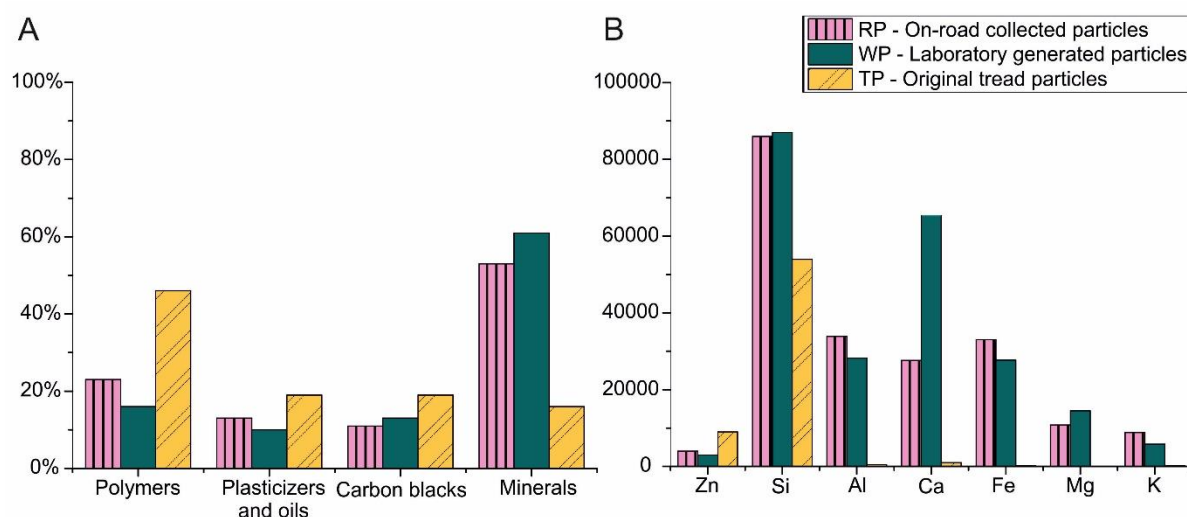 A
100%
80%
60%
40%
20%
0%
Polymers
Plasticizers
and oils
Carbon blacks
Minerals
B
RP - On-road collected particles
WP - Laboratory generated particles
TP - Original tread particles
100000
80000
60000
40000
20000
0
Zn
Si
Al
Ca
Fe
Mg
K